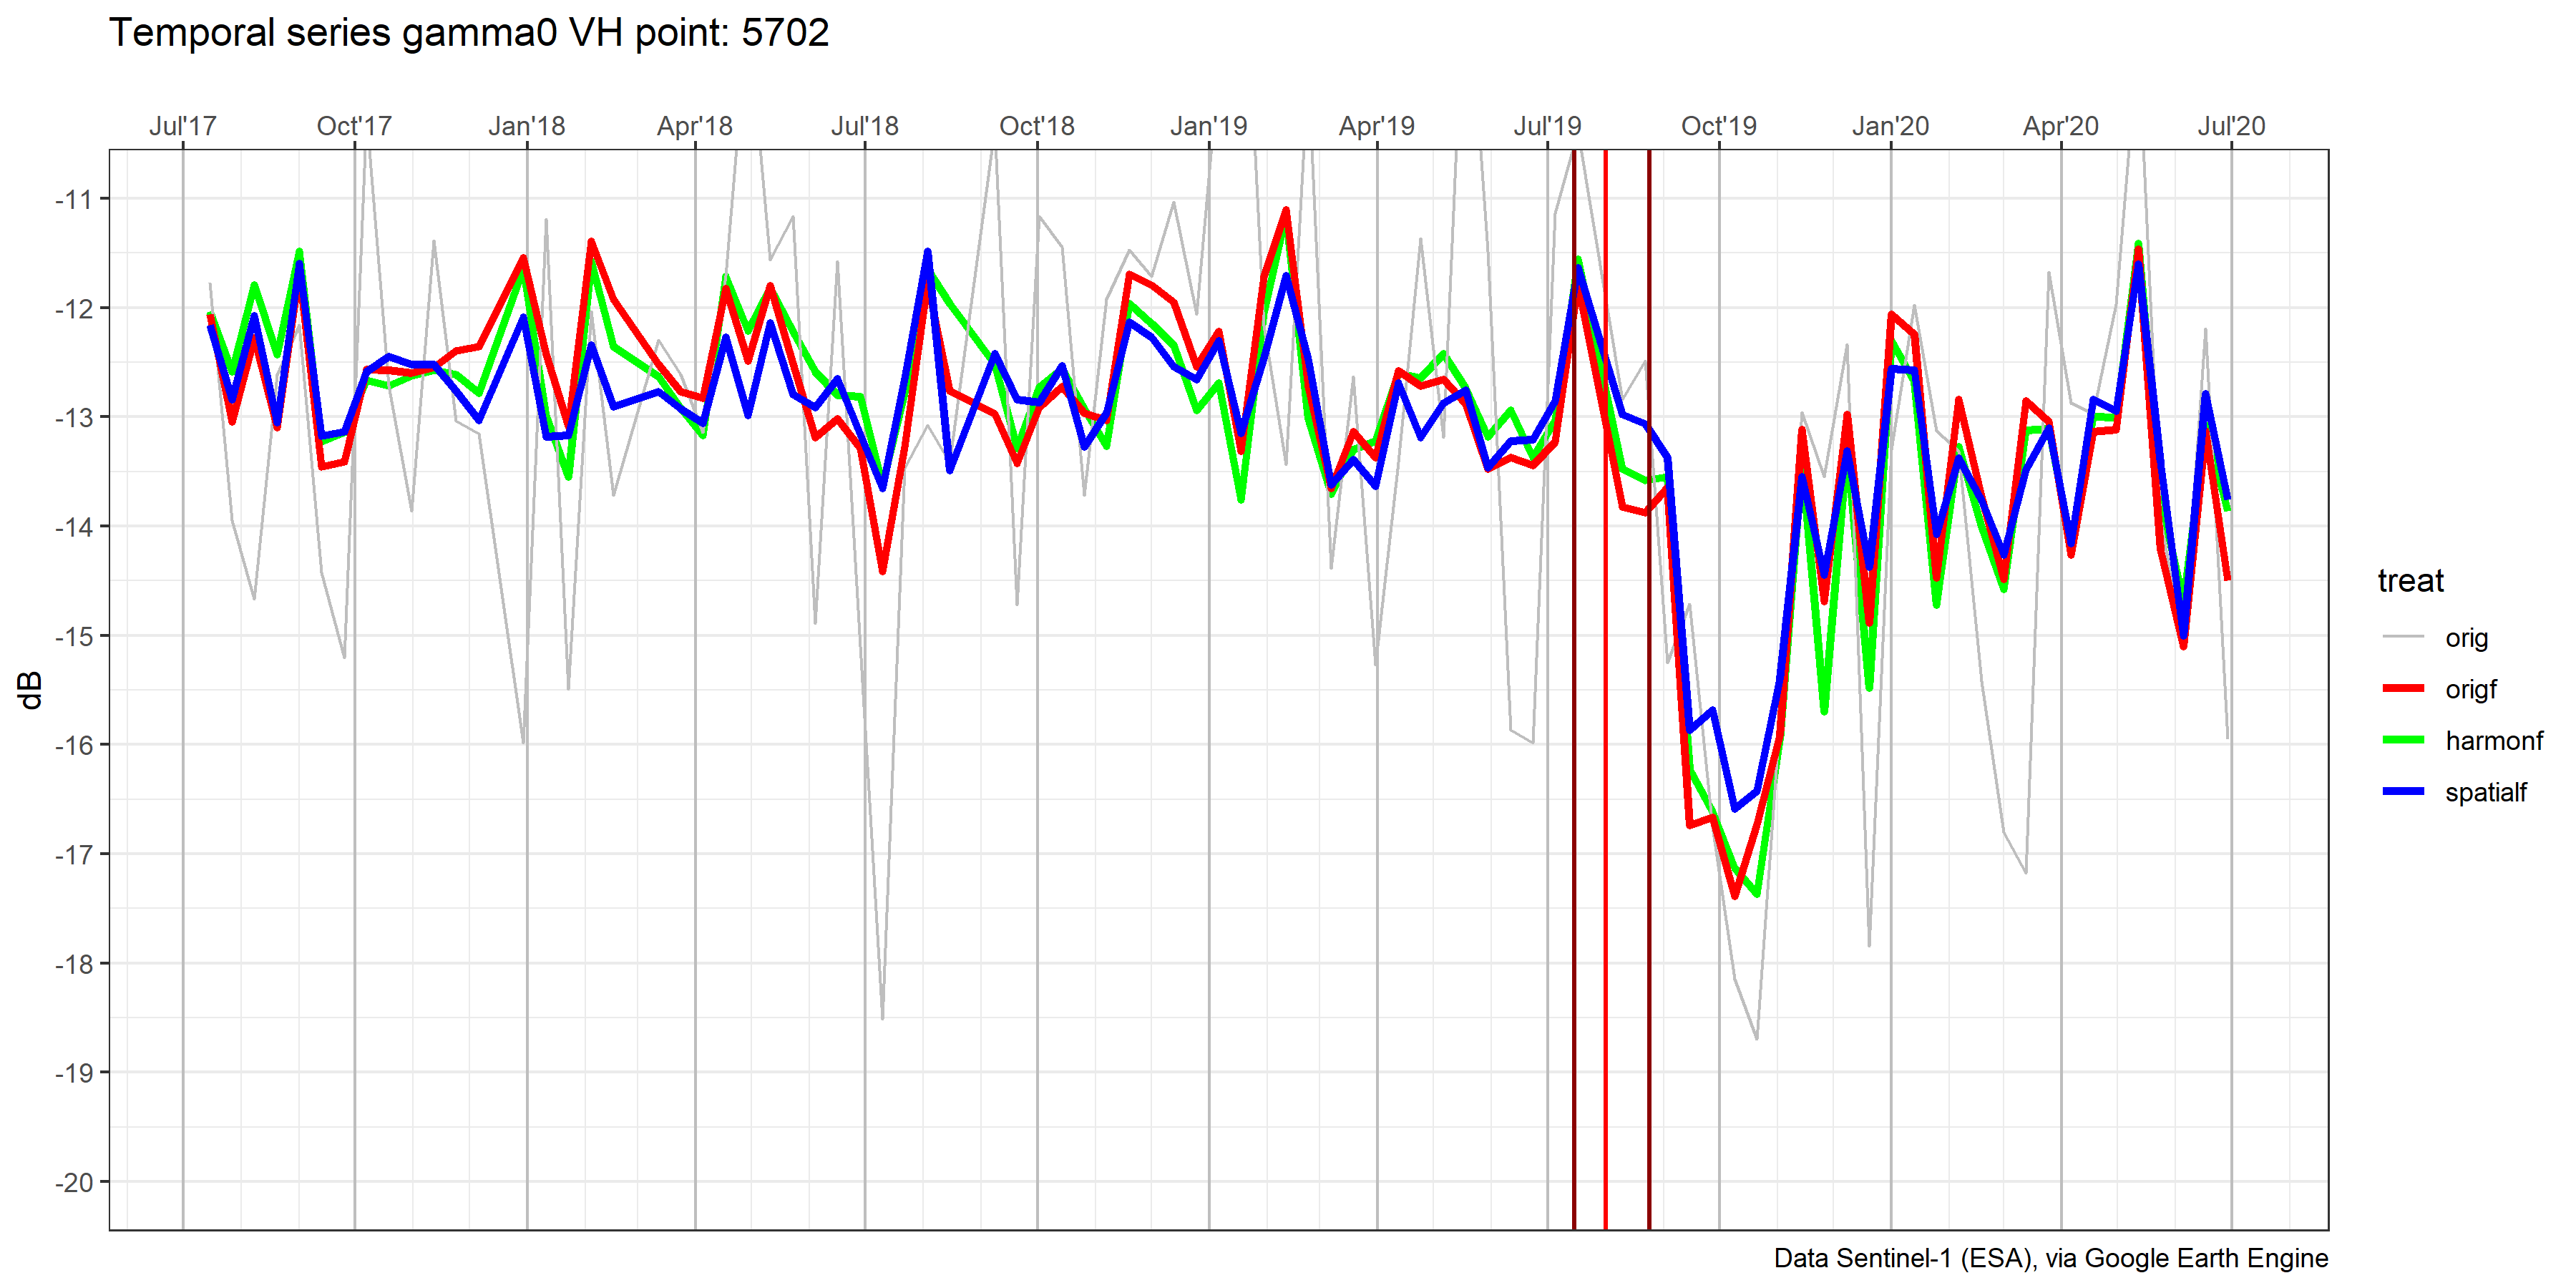 Temporal series gamma0 VH point: 5702
Jul'17 Oct'17 Jan'18 Apr'18 Jul'18 Oct'18 Jan'19 Apr'19 Jul'19 Oct'19 Jan'20 Apr'20 Jul'20
-11
-12
-13
-14
-15
-16
-17
-18
-19
-20
dB
treat
orig
origf
harmonf
spatialf
Data Sentinel-1 (ESA), via Google Earth Engine